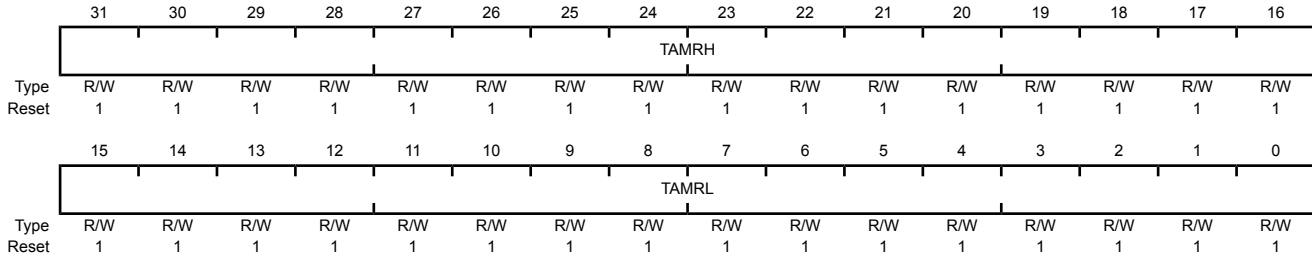 31 30 29 28 27 26 25 24 23 22 21 20 19 18 17 16
TAMRH
Type R/W R/W R/W R/W R/W R/W R/W R/W R/W R/W R/W R/W R/W R/W R/W R/W
Reset 1 1 1 1 1 1 1 1 1 1 1 1 1 1 1 1
15 14 13 12 11 10 9 8 7 6 5 4 3 2 1 0
TAMRL
Type R/W R/W R/W R/W R/W R/W R/W R/W R/W R/W R/W R/W R/W R/W R/W R/W
Reset 1 1 1 1 1 1 1 1 1 1 1 1 1 1 1 1